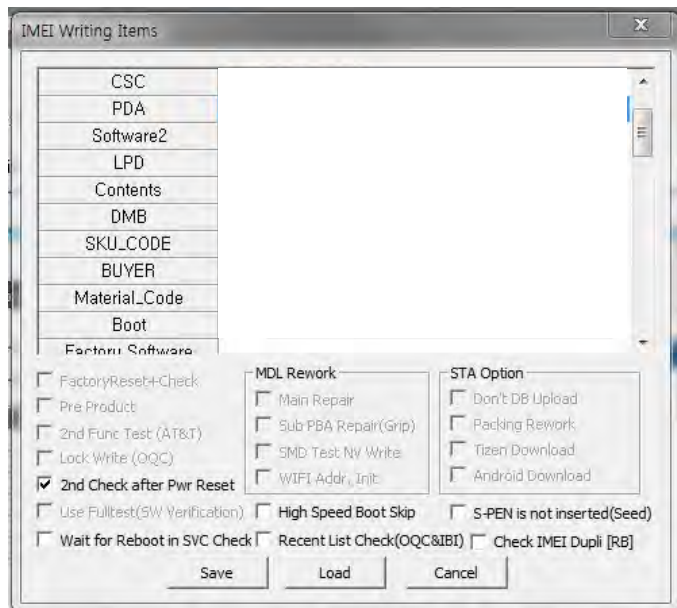 IMEI Writing Items
CSC
PDA
Software2
LPD
Contents
DMB
SKU_CODE
BUYER
Material_Code
Boot
Factory Software
FactoryReset+Check
Pre Product
2nd Func Test (AT&T)
Lock Write (OQC)
2nd Check after Pwr Reset
Use Fulltest(SW Verification)
Wait for Reboot in SVC Check
MDL Rework
Main Repair
Sub PBA Repair(Grip)
SMD Test NV Write
WIFI Addr, Init
High Speed Boot Skip
Recent List Check(OQC&IBI)
STA Option
Don't DB Upload
Packing Rework
Tizen Download
Android Download
S-PEN is not inserted(Seed)
Check IMEI Dupli [RB]
Save
Load
Cancel